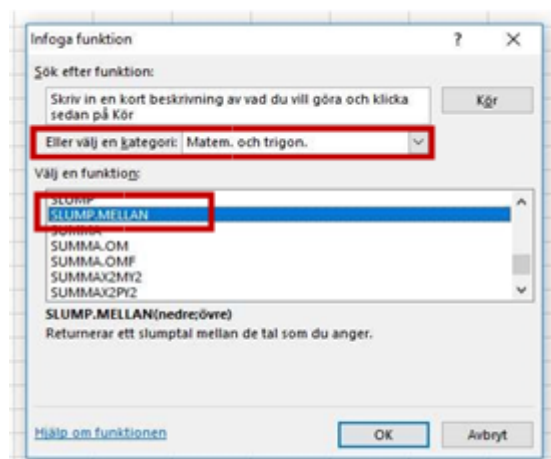 Infoga funktion ? ×
Sök efter funktion:
Skriv in en kort beskrivning av vad du vill göra och klicka
sedan på Kör
Kör
Eller välj en kategori: Matem. och trigon.
Välj en funktion:
SLUMP
SLUMP.MELLAN
SUMMA
SUMMA.OM
SUMMA.OMF
SUMMAX2MY2
SUMMAX2PY2
SLUMP.MELLAN(nedre;övre)
Returnerar ett slumptal mellan de tal som du anger.
Hjälp om funktionen
OK
Avbryt